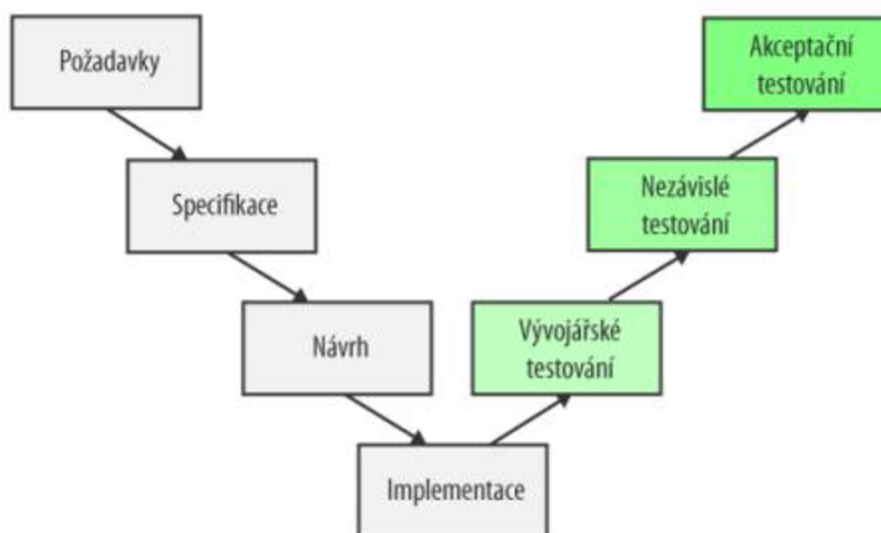 Požadavky
Specifikace
Návrh
Implementace
Vývojářské
testování
Nezávislé
testování
Akceptační
testování